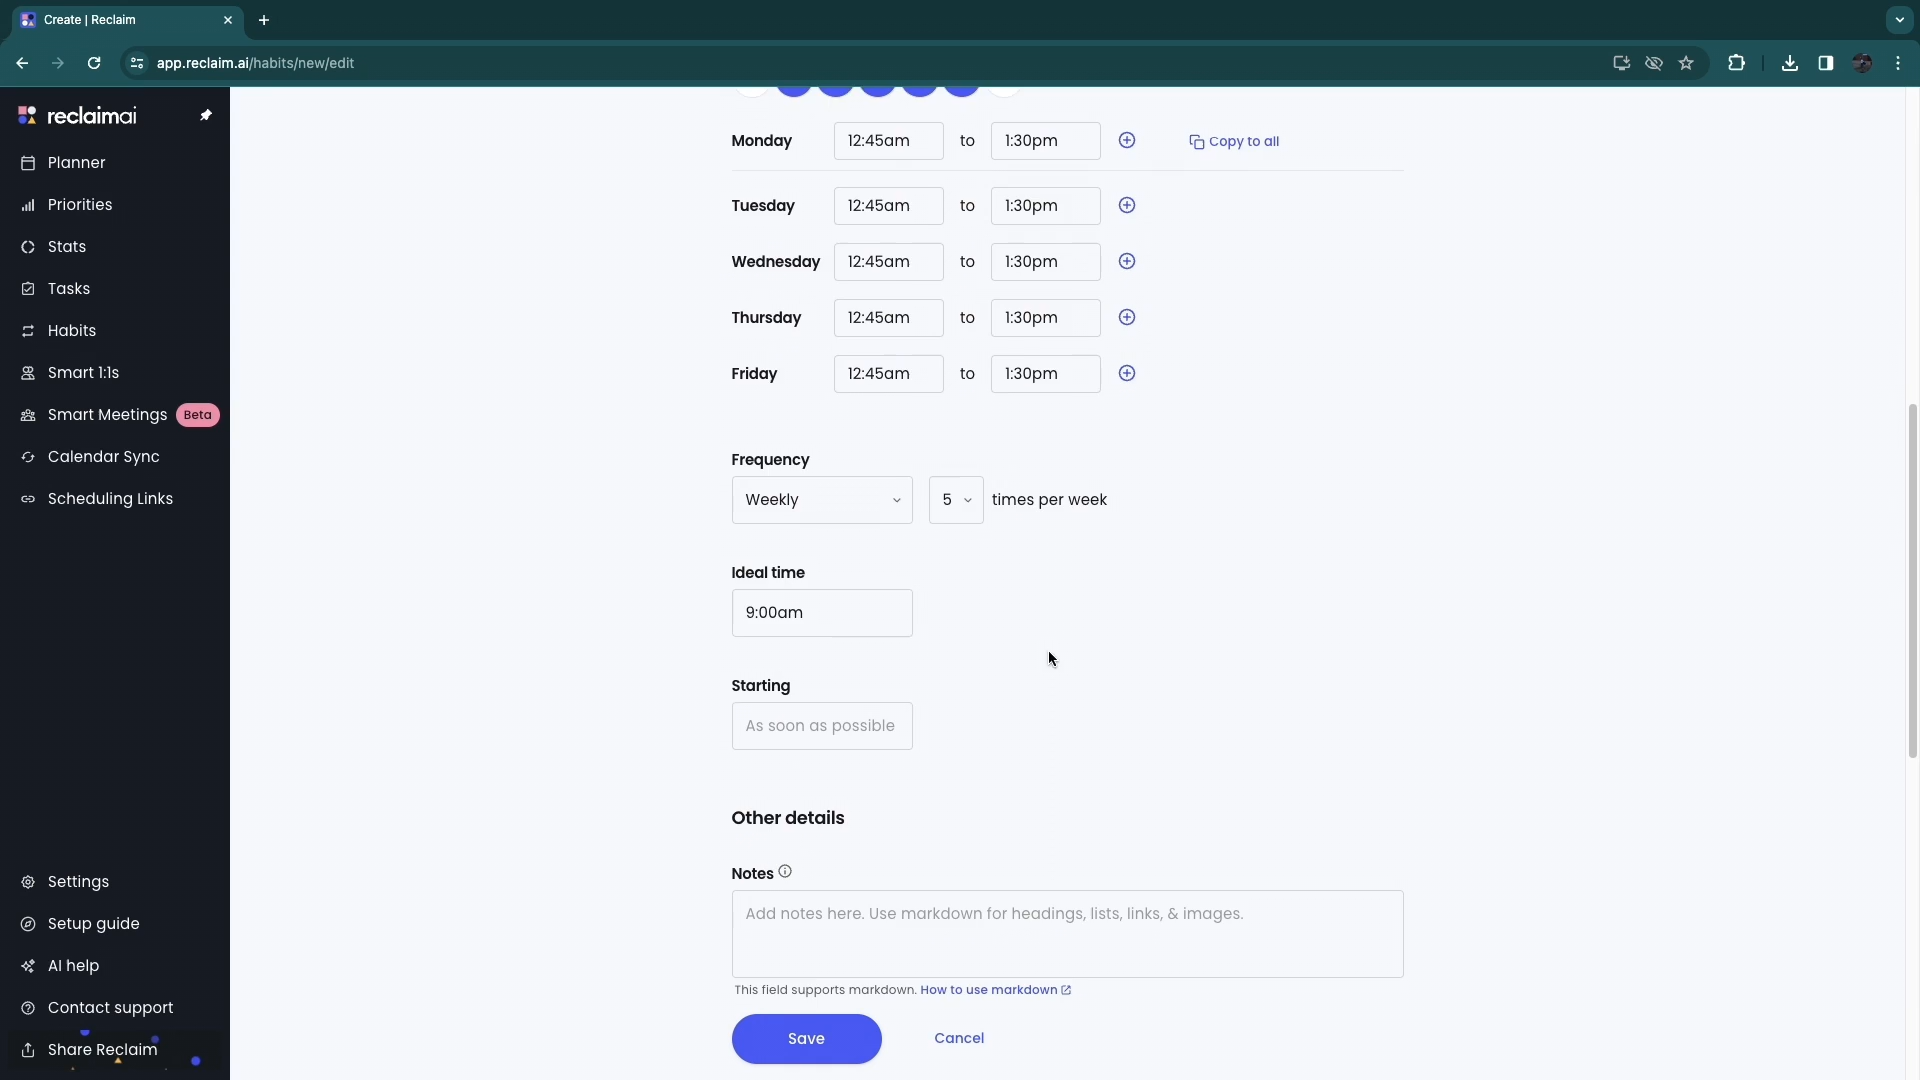 Create | Reclaim
app.reclaim.ai/habits/new/edit
reclaimai
Planner
Priorities
Stats
Tasks
Habits
Smart 1:1s
Smart Meetings Beta
Calendar Sync
Scheduling Links
Settings
Setup guide
AI help
Contact support
Share Reclaim
Monday 12:45am to 1:30pm Copy to all
Tuesday 12:45am to 1:30pm
Wednesday 12:45am to 1:30pm
Thursday 12:45am to 1:30pm
Friday 12:45am to 1:30pm
Frequency
Weekly 5 times per week
Ideal time
9:00am
Starting
As soon as possible
Other details
Notes
Add notes here. Use markdown for headings, lists, links, & images.
This field supports markdown. How to use markdown
Save Cancel